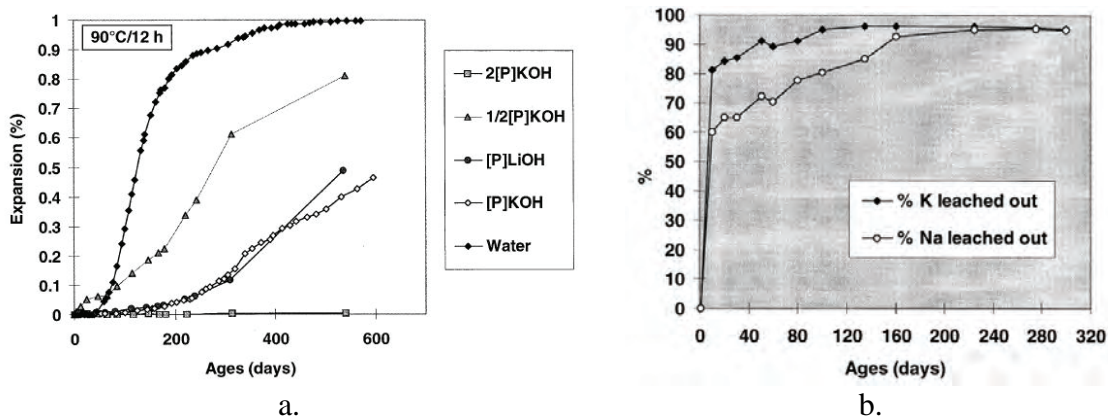 90°C/12 h
Expansion (%)
1
0.9
0.8
0.7
0.6
0.5
0.4
0.3
0.2
0.1
0
0
200
400
600
Ages (days)
2[P]KOH
1/2[P]KOH
[P]LiOH
[P]KOH
Water
a.
%
100
90
80
70
60
50
40
30
20
10
0
0
40
80
120
160
200
240
280
320
Ages (days)
% K leached out
% Na leached out
b.